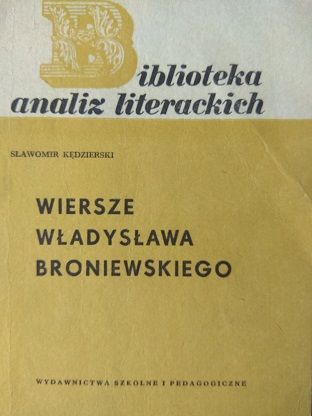 Biblioteka
analiz literackich
SŁAWOMIR KĘDZIERSKI
WIERSZE
WŁADYSŁAWA
BRONIEWSKIEGO
WYDAWNICTWA SZKOLNE I PEDAGOGICZNE